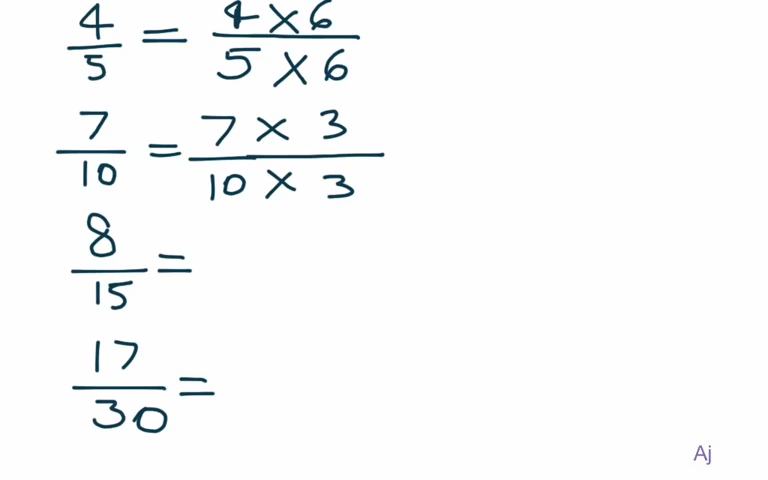 4/5 = 4 × 6 / 5 × 6
7/10 = 7 × 3 / 10 × 3
8/15 =
17/30 =
Aj